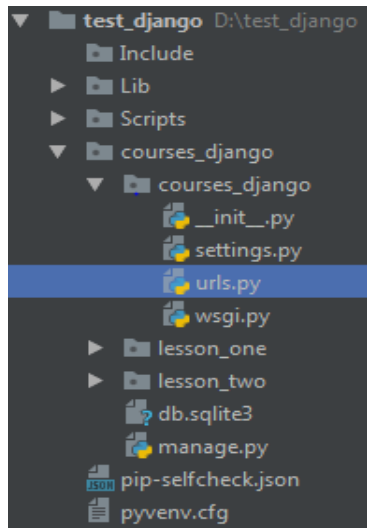 test_django D:\test_django
Include
Lib
Scripts
courses_django
courses_django
__init__.py
settings.py
urls.py
wsgi.py
lesson_one
lesson_two
db.sqlite3
manage.py
JSON pip-selfcheck.json
pyvenv.cfg